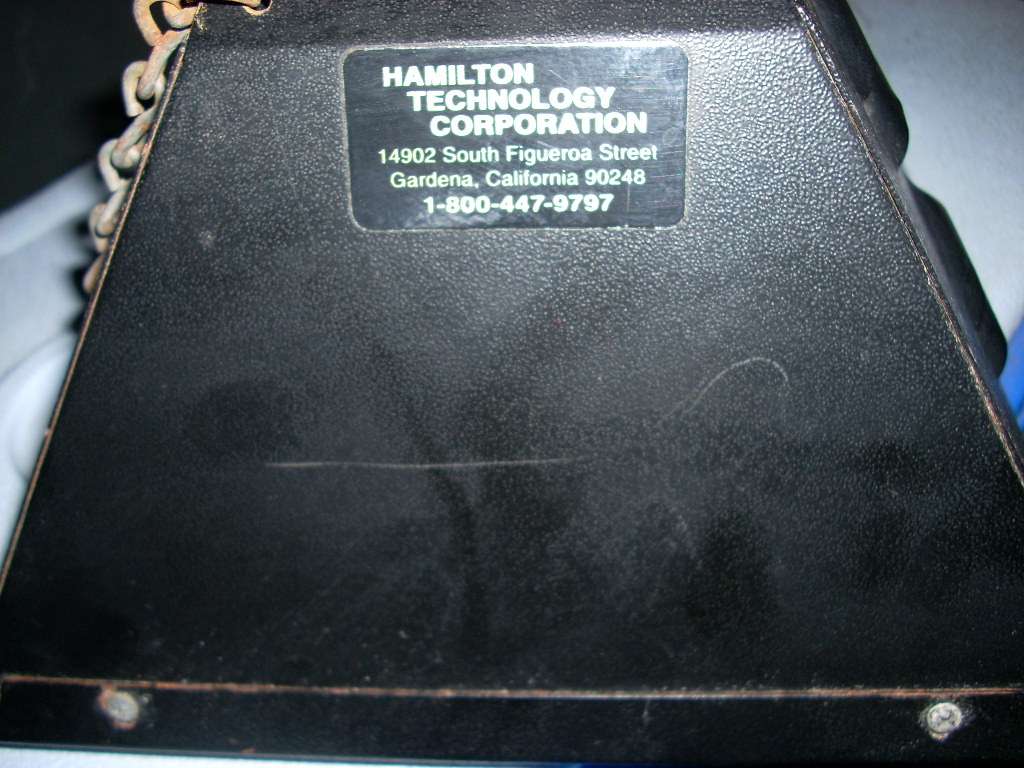 HAMILTON
TECHNOLOGY
CORPORATION
14902 South Figueroa Street
Gardena, California 90248
1-800-447-9797